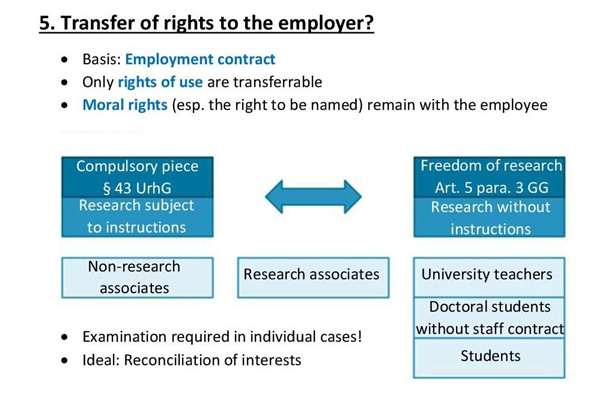 5. Transfer of rights to the employer?
• Basis: Employment contract
• Only rights of use are transferrable
• Moral rights (esp. the right to be named) remain with the employee
Compulsory piece
§ 43 UrhG
Research subject
to instructions
Freedom of research
Art. 5 para. 3 GG
Research without
instructions
Non-research
associates
Research associates
University teachers
Doctoral students
without staff contract
Students
• Examination required in individual cases!
• Ideal: Reconciliation of interests